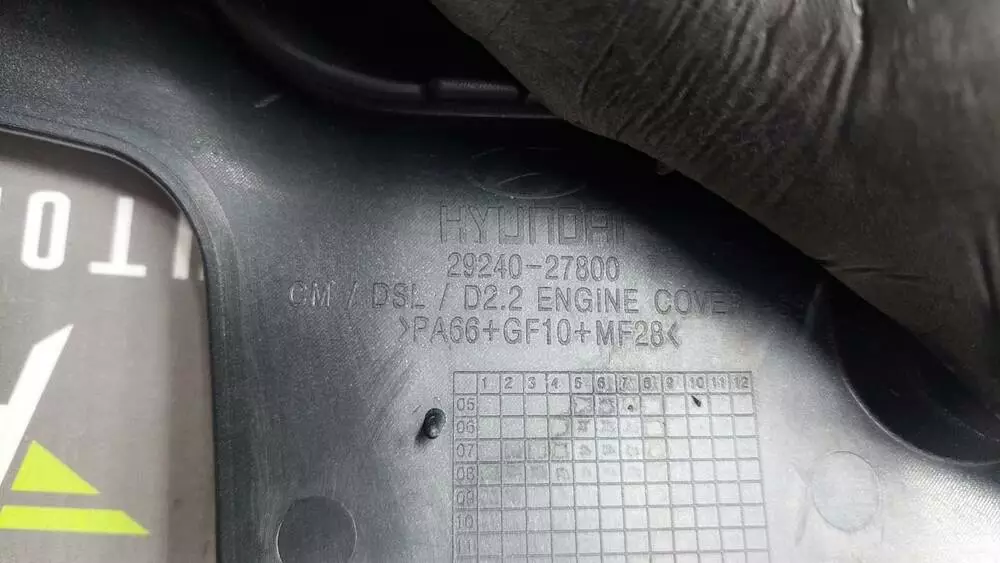 HYUNDAI
29240-27800
CM / DSL / D2.2 ENGINE COVE
>PA66+GF10+MF28<
1 2 3 4 5 6 7 8 9 10 11 12
05
06
07
08
09
10
11
UTO